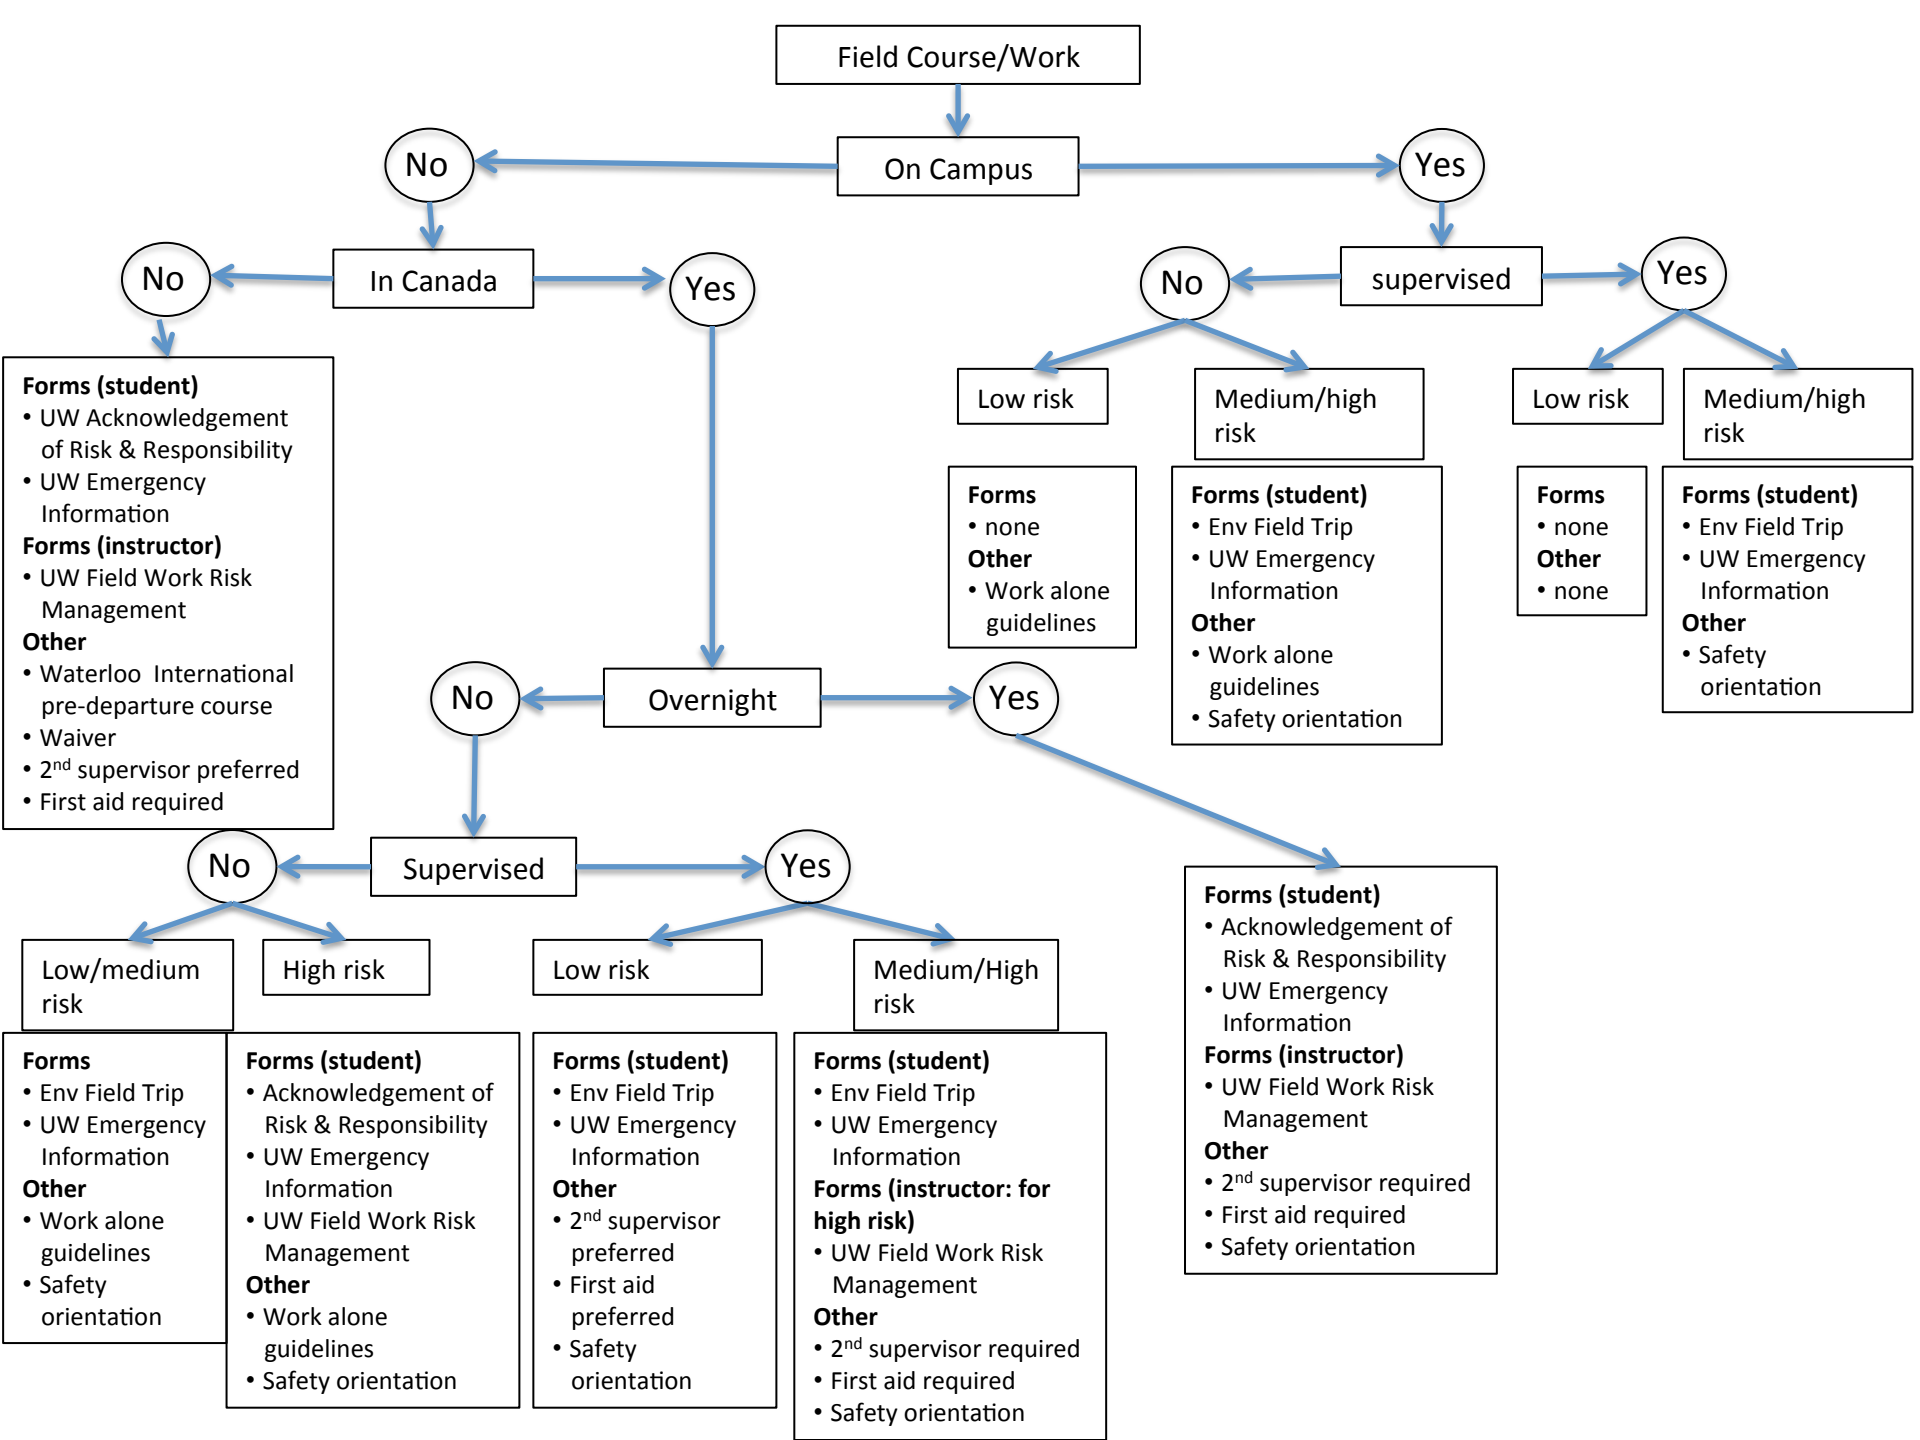 Field Course/Work
On Campus
No
Yes
In Canada
No
Yes
supervised
No
Yes
Low risk
Medium/high
risk
Low risk
Medium/high
risk
Forms (student)
• UW Acknowledgement
of Risk & Responsibility
• UW Emergency
Information
Forms (instructor)
• UW Field Work Risk
Management
Other
• Waterloo International
pre-departure course
• Waiver
• 2nd supervisor preferred
• First aid required
Forms
• none
Other
• Work alone
guidelines
Forms (student)
• Env Field Trip
• UW Emergency
Information
Other
• Work alone
guidelines
• Safety orientation
Forms
• none
Other
• none
Forms (student)
• Env Field Trip
• UW Emergency
Information
Other
• Safety
orientation
Overnight
No
Yes
Supervised
No
Yes
Low/medium
risk
High risk
Low risk
Medium/High
risk
Forms
• Env Field Trip
• UW Emergency
Information
Other
• Work alone
guidelines
• Safety
orientation
Forms (student)
• Acknowledgement of
Risk & Responsibility
• UW Emergency
Information
• UW Field Work Risk
Management
Other
• Work alone
guidelines
• Safety orientation
Forms (student)
• Env Field Trip
• UW Emergency
Information
Other
• 2nd supervisor
preferred
• First aid
preferred
• Safety
orientation
Forms (student)
• Env Field Trip
• UW Emergency
Information
Forms (instructor: for
high risk)
• UW Field Work Risk
Management
Other
• 2nd supervisor required
• First aid required
• Safety orientation
Forms (student)
• Acknowledgement of
Risk & Responsibility
• UW Emergency
Information
Forms (instructor)
• UW Field Work Risk
Management
Other
• 2nd supervisor required
• First aid required
• Safety orientation